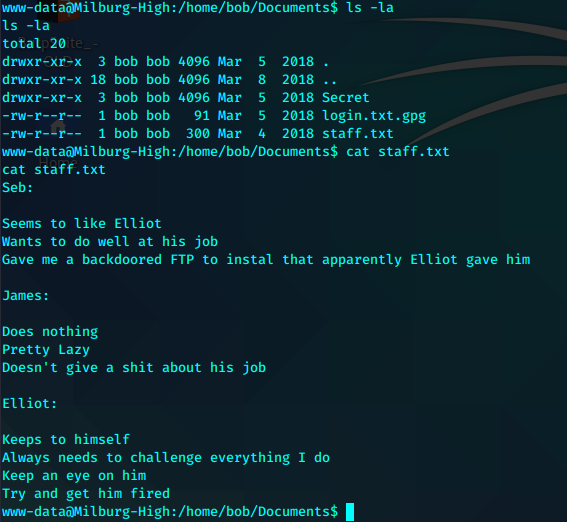 www-data@Milburg-High:/home/bob/Documents$ ls -la
ls -la
total 20
drwxr-xr-x  3 bob bob 4096 Mar  5  2018 .
drwxr-xr-x 18 bob bob 4096 Mar  8  2018 ..
drwxr-xr-x  3 bob bob 4096 Mar  5  2018 Secret
-rw-r--r--  1 bob bob   91 Mar  5  2018 login.txt.gpg
-rw-r--r--  1 bob bob  300 Mar  4  2018 staff.txt
www-data@Milburg-High:/home/bob/Documents$ cat staff.txt
cat staff.txt
Seb:

Seems to like Elliot
Wants to do well at his job
Gave me a backdoored FTP to instal that apparently Elliot gave him

James:

Does nothing
Pretty Lazy
Doesn't give a shit about his job

Elliot:

Keeps to himself
Always needs to challenge everything I do
Keep an eye on him
Try and get him fired
www-data@Milburg-High:/home/bob/Documents$